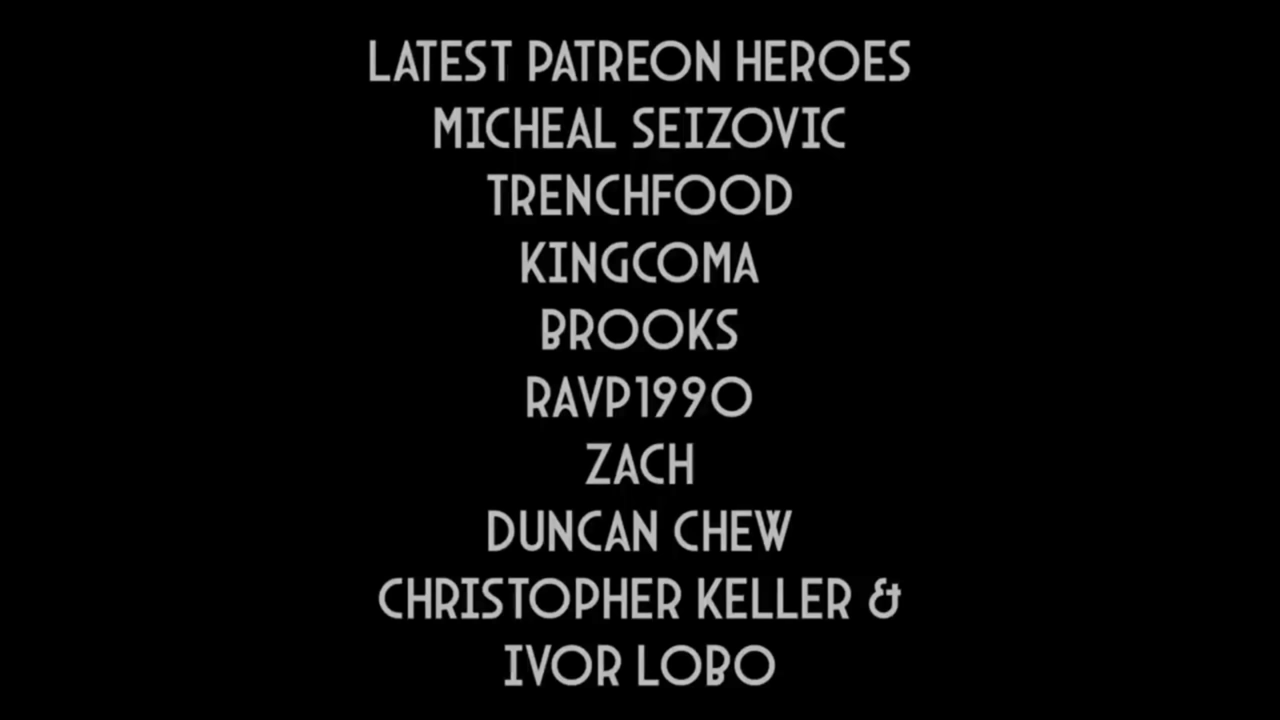 LATEST PATREON HEROES
MICHEAL SEIZOVIC
TRENCHFOOD
KINGCOMA
BROOKS
RAVP1990
ZACH
DUNCAN CHEW
CHRISTOPHER KELLER &
IVOR LOBO